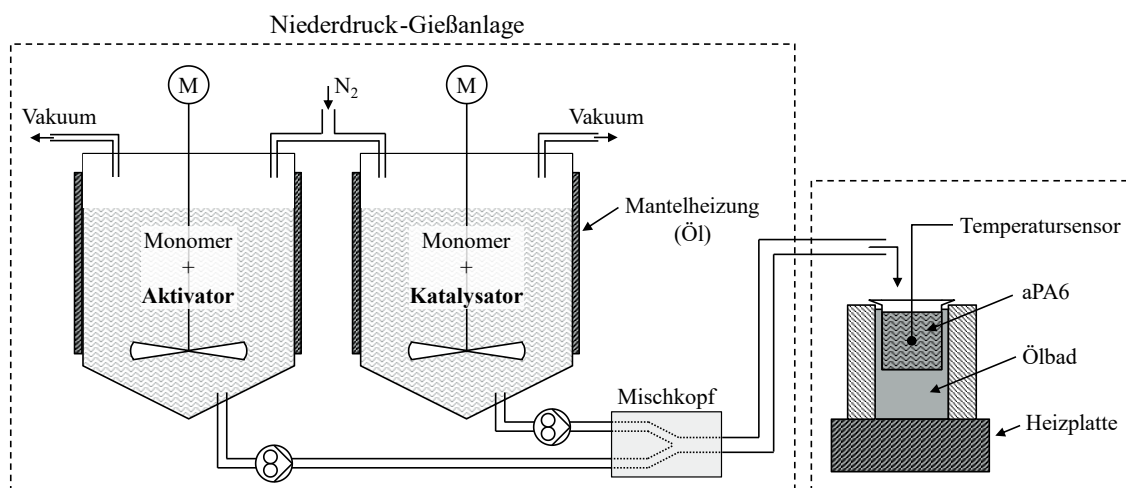 Niederdruck-Gießanlage
M
M
N2
Vakuum
Vakuum
Monomer
+
Aktivator
Monomer
+
Katalysator
Mantelheizung
(Öl)
Temperatursensor
aPA6
Ölbad
Mischkopf
Heizplatte